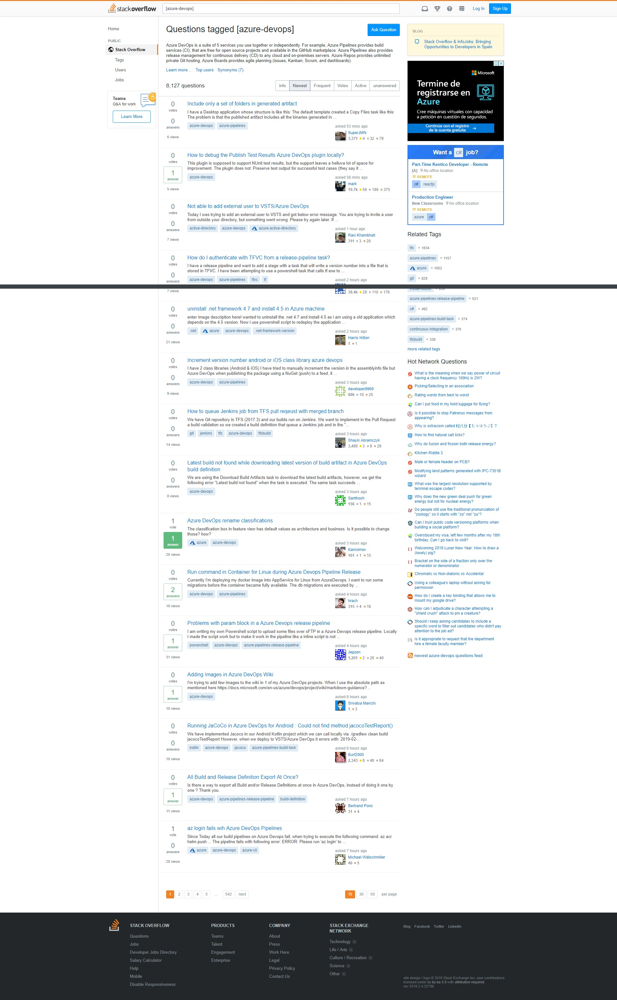 stackoverflow
[azure-devops]
Log In
Sign Up
Home
PUBLIC
Stack Overflow
Tags
Users
Jobs
Teams
Q&A for work
Learn More
Questions tagged [azure-devops]
Ask Question
Azure DevOps is a suite of 5 services you use together or independently. For example, Azure Pipelines provides build
services (CI), that are free for open source projects and available in the GitHub marketplace. Azure Pipelines also provides
release management for continuous delivery (CD) to any cloud and on-premises servers. Azure Repos provides unlimited
private Git hosting, Azure Boards provides agile planning (issues, Kanban, Scrum, and dashboards).
Learn more… Top users Synonyms (7)
8,127 questions
info Newest Frequent Votes Active unanswered
0
votes
0
answers
6 views
Include only a set of folders in generated artifact
I have a Desktop application whose structure is like this: The default template created a Copy Files task like this:
The problem is that the published artifact includes all the binaries generated in ...
azure-devops azure-pipelines
asked 53 mins ago
SuperJMN
3,371 4 32 79
0
votes
1
answer
5 views
How to debug the Publish Test Results Azure DevOps plugin locally?
This plugin is supposed to support NUnit test results, but the support leaves a helluva lot of space for
improvement. The plugin does not: Preserve test output for successful test cases (they say it ...
azure-devops
asked 58 mins ago
mark
19.7k 56 186 375
0
votes
0
answers
7 views
Not able to add external user to VSTS/Azure DevOps
Today I was trying to add an external user to VSTS and got below error message. You are trying to invite a user
from outside your directory, but something went wrong. Please try again later. If ...
active-directory azure-devops azure-active-directory
asked 1 hour ago
Ravi Khambhati
311 3 20
0
votes
0
answers
7 views
How do I authenticate with TFVC from a release-pipeline task?
I have a release pipeline and want to add a stage with a task that will write a version number into a file that is
stored in TFVC. I have been attempting to use a powershell task that calls tf.exe to ...
azure-devops azure-pipelines tfvc tf
asked 2 hours ago
38.4k 29 110 176
0
votes
0
answers
21 views
uninstall .net framework 4.7 and install 4.5 in Azure machine
enter image description hereI wanted to uninstall the .net 4.7 and install 4.5 as i am using a old application which
depends on the 4.5 version. Now i use powershell script to redeploy the application ...
.net azure azure-devops .net-framework-version
asked 2 hours ago
Harris Hilton
1 1
0
votes
0
answers
9 views
Increment version number android or iOS class library azure devops
I have 2 class libraries (Android & iOS) I have tried to manually increment the version in the assemblyinfo file but
Azure DevOps when publishing the package using a NuGet (push) to a feed, it ...
azure-devops azure-pipelines
asked 3 hours ago
developer9969
886 10 25
0
votes
0
answers
14 views
How to queue Jenkins job from TFS pull reqeust with merged branch
We have Git repository in TFS (2017.3) and our builds run on Jenkins. We want to implement in the Pull Request
a build validation so we created a build definition that queue a Jenkins job and in the "...
git jenkins tfs azure-devops tfsbuild
asked 3 hours ago
Shayki Abramczyk
3,485 3 8 26
0
votes
0
answers
8 views
Latest build not found while downloading latest version of build artifact in Azure DevOps
build definition
We are using the Download Build Artifacts task to download the latest build artifacts, however, we get the
following error "Latest build not found" when the task is executed. The same task succeeds ...
azure-devops
asked 3 hours ago
Santhosh
156 1 15
1
vote
1
answer
20 views
Azure DevOps rename classifications
The classification box in feature view has default values as architecture and business. Is it possible to change
those? how?
azure azure-devops
asked 3 hours ago
Kamsiinov
161 1 15
0
votes
2
answers
18 views
Run command in Container for Linux during Azure Devops Pipeline Release
Currently I'm deploying my docker image into AppService for Linux from AzureDevops. I want to run some
migrations before the container became fully available. The db migrations are executed by ...
azure-devops azure-pipelines
asked 4 hours ago
hrach
315 4 18
0
votes
1
answer
31 views
Problems with param block in a Azure Devops release pipeline
I am writing my own Powershell script to upload some files over sFTP in a Azure Devops release pipeline. Locally
I made the script work but to make it work in the pipeline like a inline script is not ...
powershell azure-devops azure-pipelines-release-pipeline
asked 4 hours ago
Jepzen
1,201 2 20 40
0
votes
1
answer
10 views
Adding Images in Azure DevOps Wiki
I'm trying to add few images to the wiki in 1 of my Azure DevOps projects. When I use the absolute path as
mentioned here https://docs.microsoft.com/en-us/azure/devops/project/wiki/markdown-guidance?...
azure-devops
asked 6 hours ago
Srivatsa Marichi
1 3
0
votes
0
answers
10 views
Running JaCoCo in Azure DevOps for Android : Could not find method jacocoTestReport()
We have implemented Jacoco in our Android Kotlin project which we can call locally via ./gradlew clean build
jacocoTestReport However, when we deploy to VSTS/Azure DevOps it errors with: 2019-02-...
kotlin azure-devops jacoco azure-pipelines-build-task
asked 6 hours ago
Burf2000
2,343 8 40 84
0
votes
1
answer
11 views
All Build and Release Definition Export At Once?
Is there a way to export all Build and/or Release Definitions at once in Azure DevOps, instead of doing it one by
one ? Thank you.
azure-devops azure-pipelines-release-pipeline build-definition
asked 7 hours ago
Bertrand Pons
31 4
1
vote
0
answers
28 views
az login fails wih Azure DevOps Pipelines
Since Today all our build pipelines on Azure Devops fail, when trying to execute the follwoing command: az acr
helm push ... The pipeline fails with following error: ERROR: Please run 'az login' to ...
azure azure-devops azure-cli
asked 7 hours ago
Michael Wälischmiller
46 5
1 2 3 4 5 … 542 next
15 30 50 per page
BLOG
Stack Overflow & InfoJobs: Bringing
Opportunities to Developers in Spain
Microsoft
Termine de
registrarse en
Azure
Cree máquinas virtuales con capacidad
a petición en cuestión de segundos.
Continúe con el registro
de la cuenta gratuita →
Want a c# job?
Part-Time Kentico Developer - Remote
[A] No office location
REMOTE
c# reactjs
Production Engineer
New Classrooms No office location
REMOTE
azure c#
Related Tags
tfs × 1834
azure-pipelines × 1157
azure × 1052
git × 828
visual-studio × 636
azure-pipelines-release-pipeline × 521
c# × 492
azure-pipelines-build-task × 374
continuous-integration × 370
tfsbuild × 338
more related tags
Hot Network Questions
What is the meaning when we say power of circuit
having a clock frequency 100Hz is 2W?
Picking/Selecting in an association
Rating words from best to worst
Can I put food in my hold luggage for flying?
Is it possible to stop Patronus messages from
appearing?
Why is ostracism called 村八分【むらはちぶ】?
How to find natural salt licks?
Why do fusion and fission both release energy?
Kitchen Riddle 3
Male or female header on PCB?
Modifying land patterns generated with IPC-7351B
wizard
What was the largest resolution supported by
terminal escape codes?
Why does the new green deal push for green
energy but not for nuclear energy?
Do people still use the traditional pronunciation of
"zoology" so it starts with "zo" not "zu"?
Can I trust public code versioning platforms when
building a social platform?
Overstayed my visa, left few months after my 18th
birthday. Can I go back to visit?
Welcoming 2019 Lunar New Year: How to draw a
(lovely) pig?
Bracket on the side of a fraction only over the
numerator or denominator
Chromatic vs Non-diatonic vs Accidental
Using a colleague's laptop without asking for
permission
How do I create a key binding that allows me to
mount my google drive?
How can I adjudicate a character attempting a
"shield crush" attack to pin a creature?
Should I keep asking candidates to include a
specific word to filter out candidates who didn't pay
attention to the job ad?
Is it appropriate to request that the department
hire a female faculty member?
newest azure-devops questions feed
STACK OVERFLOW
Questions
Jobs
Developer Jobs Directory
Salary Calculator
Help
Mobile
Disable Responsiveness
PRODUCTS
Teams
Talent
Engagement
Enterprise
COMPANY
About
Press
Work Here
Legal
Privacy Policy
Contact Us
STACK EXCHANGE
NETWORK
Technology
Life / Arts
Culture / Recreation
Science
Other
Blog Facebook Twitter LinkedIn
site design / logo © 2019 Stack Exchange Inc; user contributions
licensed under cc by-sa 3.0 with attribution required.
rev 2019.2.4.32796